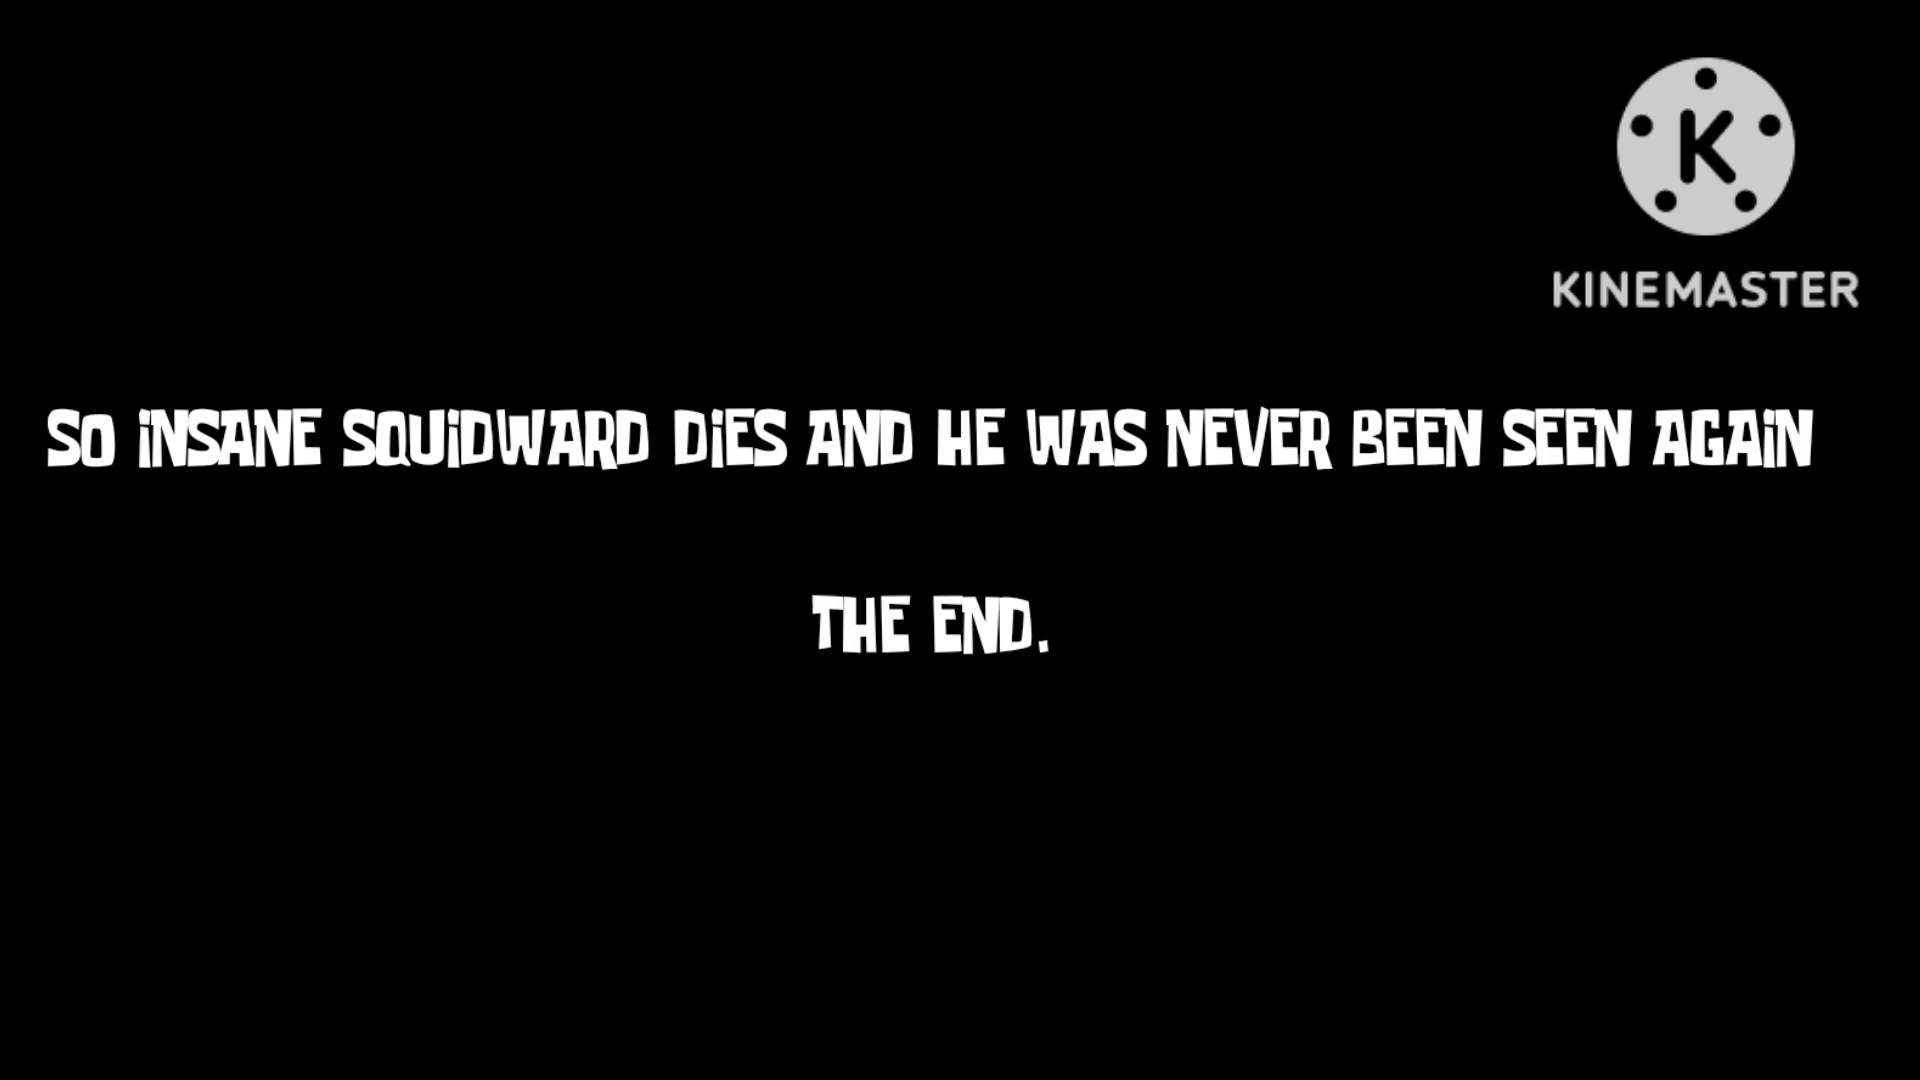 K
KINEMASTER
SO INSANE SQUIDWARD DIES AND HE WAS NEVER BEEN SEEN AGAIN
THE END.